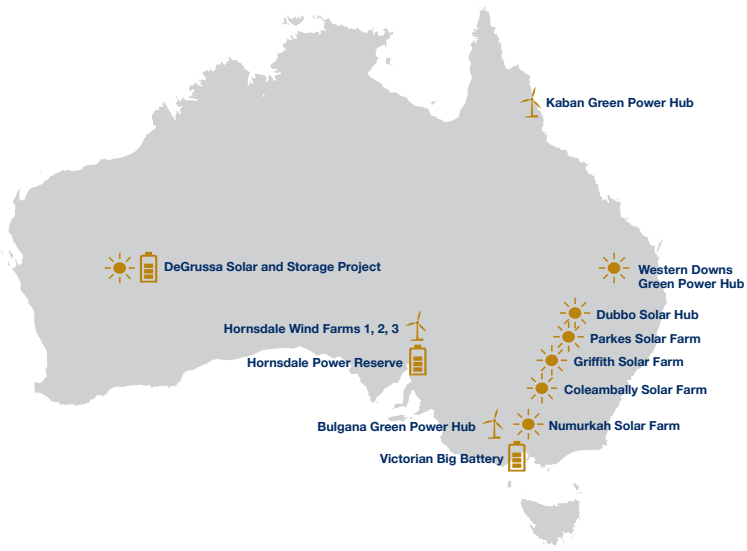 Kaban Green Power Hub
DeGrussa Solar and Storage Project
Western Downs
Green Power Hub
Dubbo Solar Hub
Hornsdale Wind Farms 1, 2, 3
Parkes Solar Farm
Hornsdale Power Reserve
Griffith Solar Farm
Coleambally Solar Farm
Bulgana Green Power Hub
Numurkah Solar Farm
Victorian Big Battery